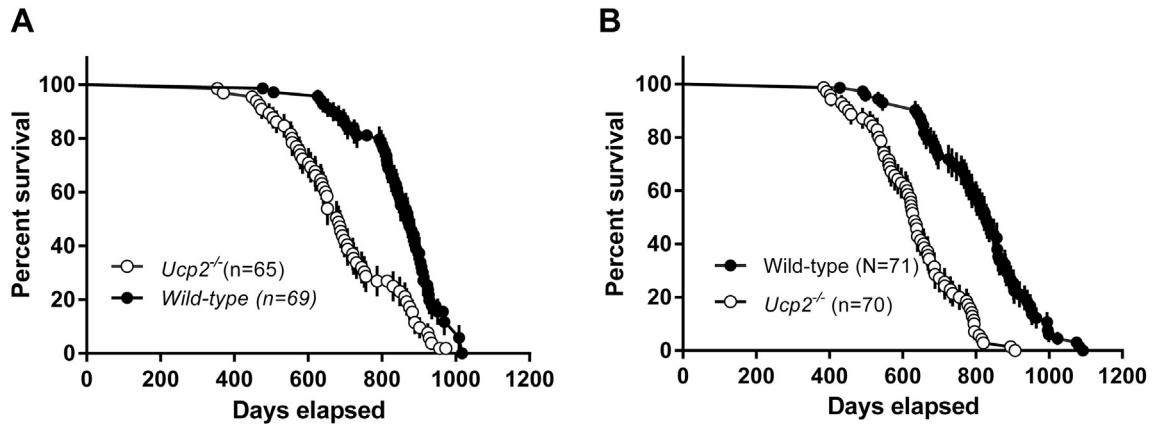 A
Percent survival
100
80
60
40
20
0
0 200 400 600 800 1000 1200
Days elapsed
Ucp2-/-(n=65)
Wild-type (n=69)
B
Percent survival
100
80
60
40
20
0
0 200 400 600 800 1000 1200
Days elapsed
Wild-type (N=71)
Ucp2-/- (n=70)